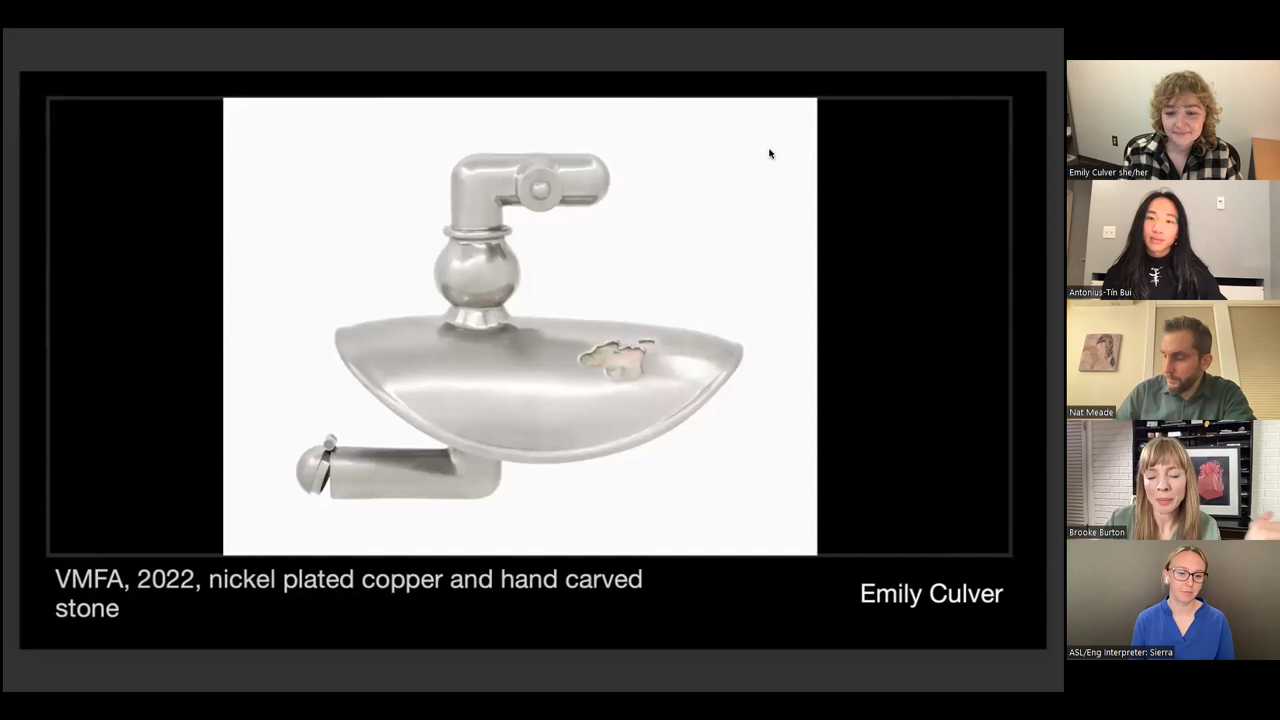 VMFA, 2022, nickel plated copper and hand carved
stone
Emily Culver
Emily Culver she/her
Antonius-Tín Bui
Nat Meade
Brooke Burton
ASL/Eng Interpreter: Sierra